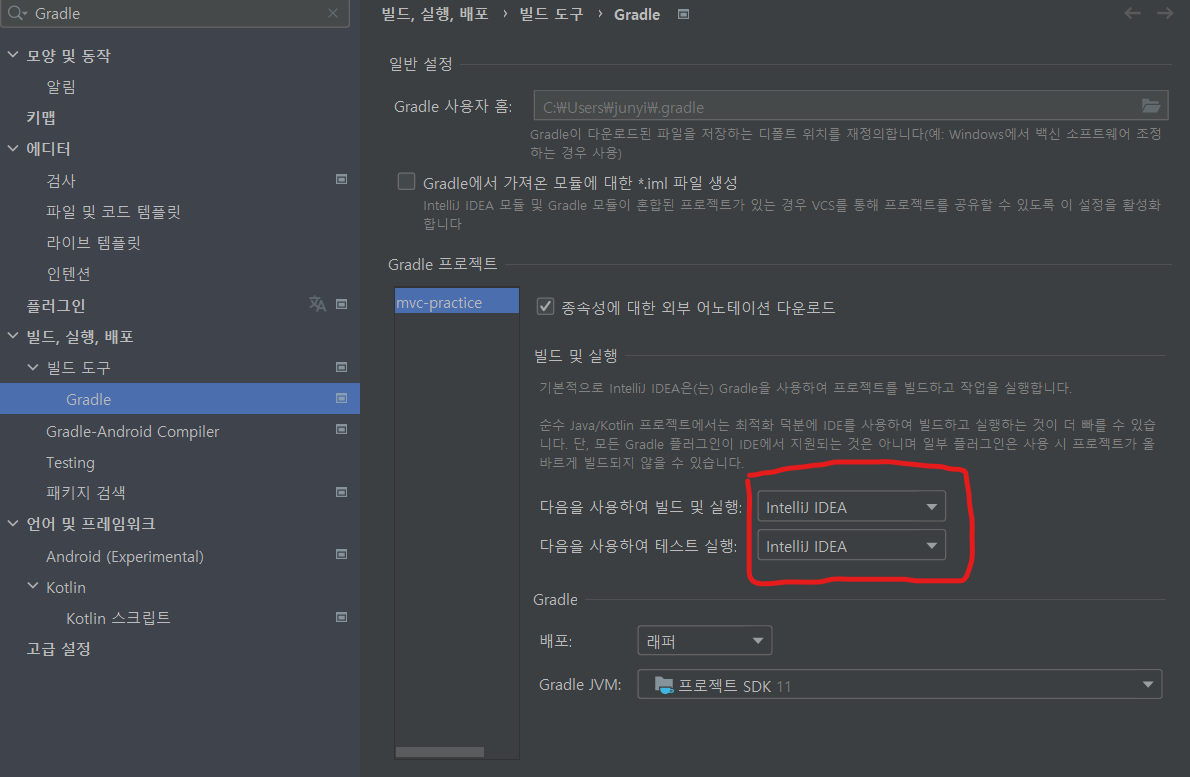 Gradle
빌드, 실행, 배포 › 빌드 도구 › Gradle
모양 및 동작
알림
키맵
에디터
검사
파일 및 코드 템플릿
라이브 템플릿
인텐션
플러그인
빌드, 실행, 배포
빌드 도구
Gradle
Gradle-Android Compiler
Testing
패키지 검색
언어 및 프레임워크
Android (Experimental)
Kotlin
Kotlin 스크립트
고급 설정
일반 설정
Gradle 사용자 홈: C:₩Users₩junyi₩.gradle
Gradle이 다운로드된 파일을 저장하는 디폴트 위치를 재정의합니다(예: Windows에서 백신 소프트웨어 조정
하는 경우 사용)
Gradle에서 가져온 모듈에 대한 *.iml 파일 생성
IntelliJ IDEA 모듈 및 Gradle 모듈이 혼합된 프로젝트가 있는 경우 VCS를 통해 프로젝트를 공유할 수 있도록 이 설정을 활성화
합니다
Gradle 프로젝트
mvc-practice
종속성에 대한 외부 어노테이션 다운로드
빌드 및 실행
기본적으로 IntelliJ IDEA은(는) Gradle을 사용하여 프로젝트를 빌드하고 작업을 실행합니다.
순수 Java/Kotlin 프로젝트에서는 최적화 덕분에 IDE를 사용하여 빌드하고 실행하는 것이 더 빠를 수 있습
니다. 단, 모든 Gradle 플러그인이 IDE에서 지원되는 것은 아니며 일부 플러그인은 사용 시 프로젝트가 올
바르게 빌드되지 않을 수 있습니다.
다음을 사용하여 빌드 및 실행: IntelliJ IDEA
다음을 사용하여 테스트 실행: IntelliJ IDEA
Gradle
배포: 래퍼
Gradle JVM: 프로젝트 SDK 11